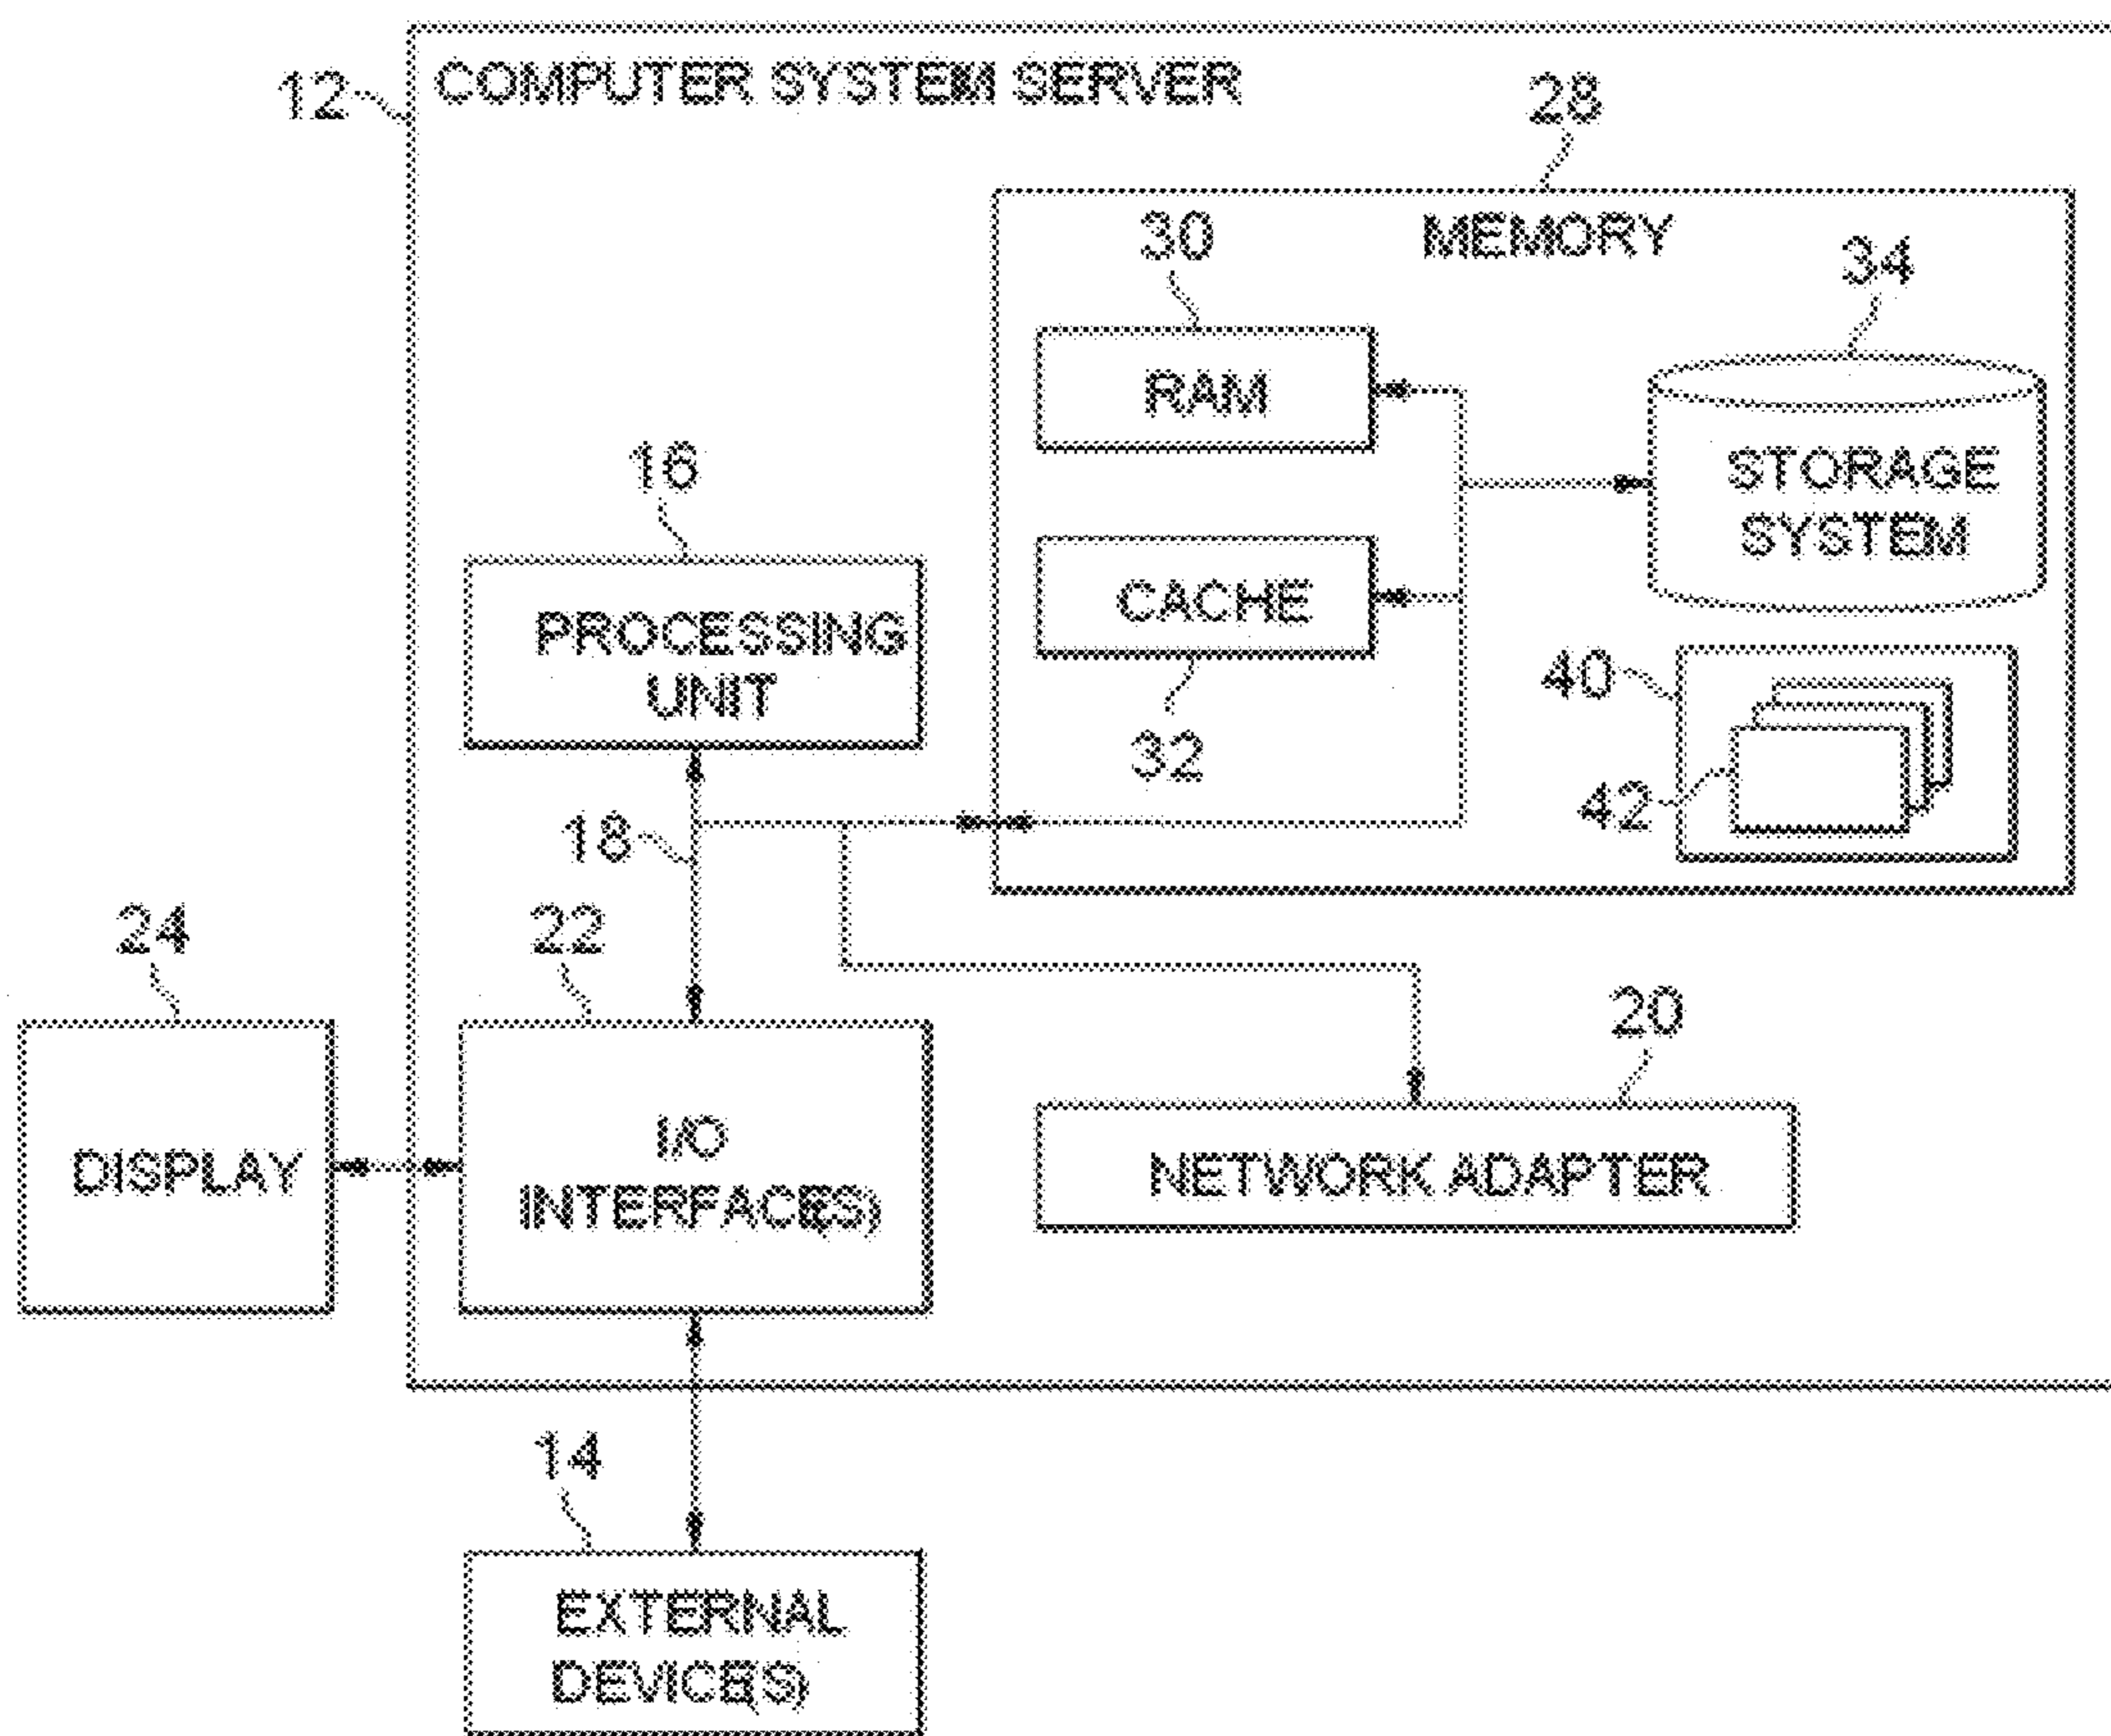 12
COMPUTER SYSTEM SERVER
28
MEMORY
30
34
RAM
STORAGE
SYSTEM
16
PROCESSING
UNIT
CACHE
32
40
42
18
24
22
20
DISPLAY
I/O
INTERFACE(S)
NETWORK ADAPTER
14
EXTERNAL
DEVICE(S)